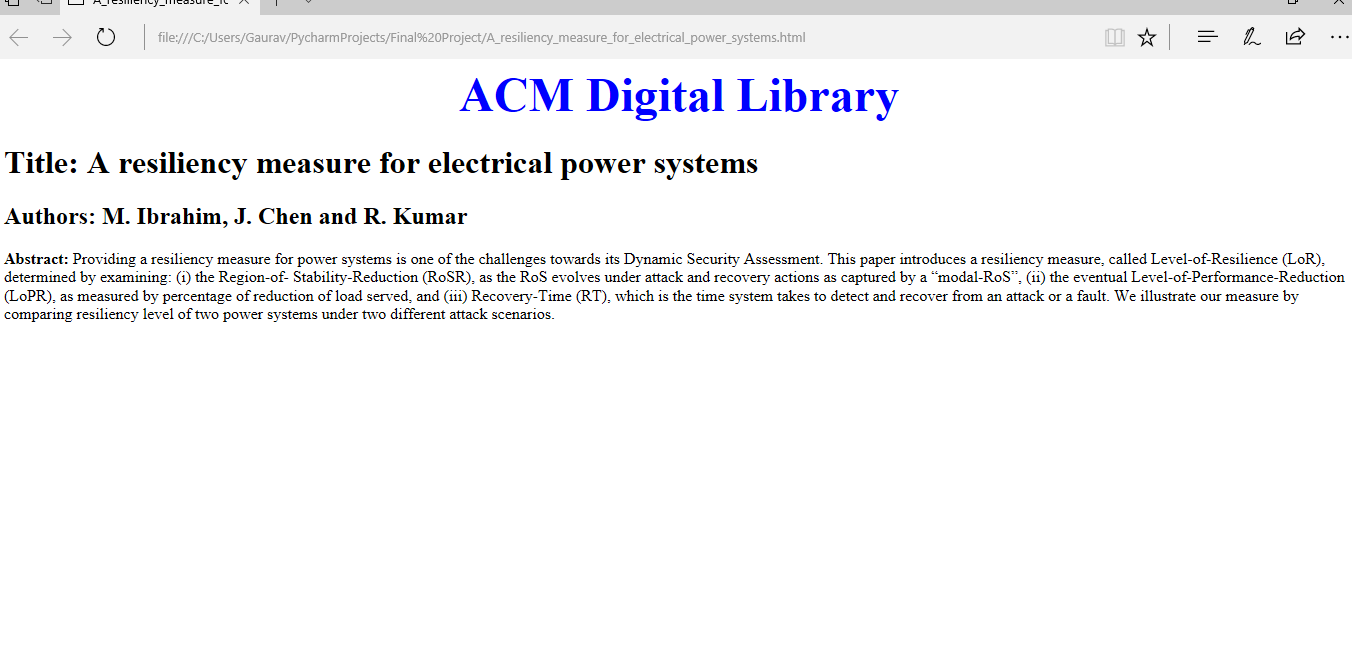 A_resiliency_measure_fo
file:///C:/Users/Gaurav/PycharmProjects/Final%20Project/A_resiliency_measure_for_electrical_power_systems.html
ACM Digital Library
Title: A resiliency measure for electrical power systems
Authors: M. Ibrahim, J. Chen and R. Kumar
Abstract: Providing a resiliency measure for power systems is one of the challenges towards its Dynamic Security Assessment. This paper introduces a resiliency measure, called Level-of-Resilience (LoR),
determined by examining: (i) the Region-of- Stability-Reduction (RoSR), as the RoS evolves under attack and recovery actions as captured by a “modal-RoS”, (ii) the eventual Level-of-Performance-Reduction
(LoPR), as measured by percentage of reduction of load served, and (iii) Recovery-Time (RT), which is the time system takes to detect and recover from an attack or a fault. We illustrate our measure by
comparing resiliency level of two power systems under two different attack scenarios.